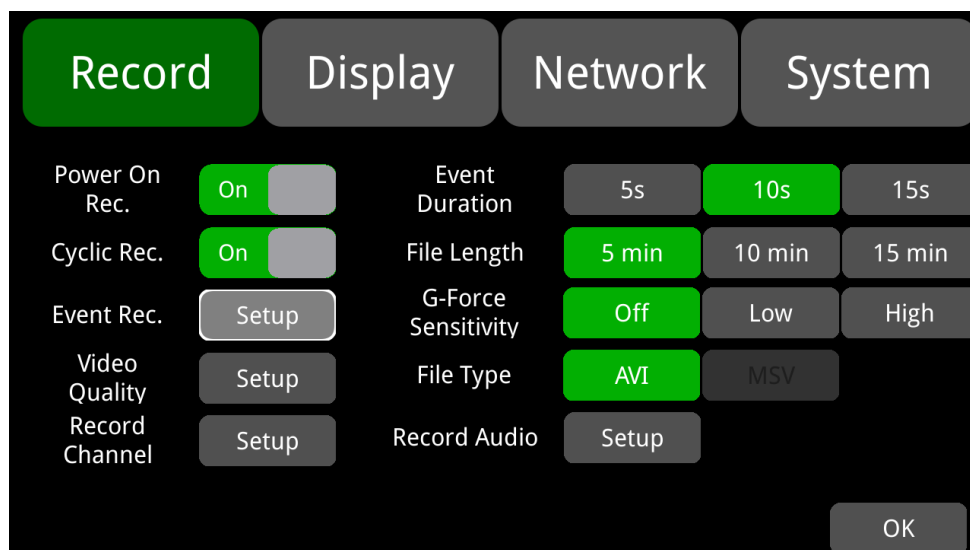 Record Display Network System
Power On
Rec.
On
Event
Duration
5s 10s 15s
Cyclic Rec.
On
File Length
5 min 10 min 15 min
Event Rec.
Setup
G-Force
Sensitivity
Off Low High
Video
Quality
Setup
File Type
AVI MSV
Record
Channel
Setup
Record Audio
Setup
OK